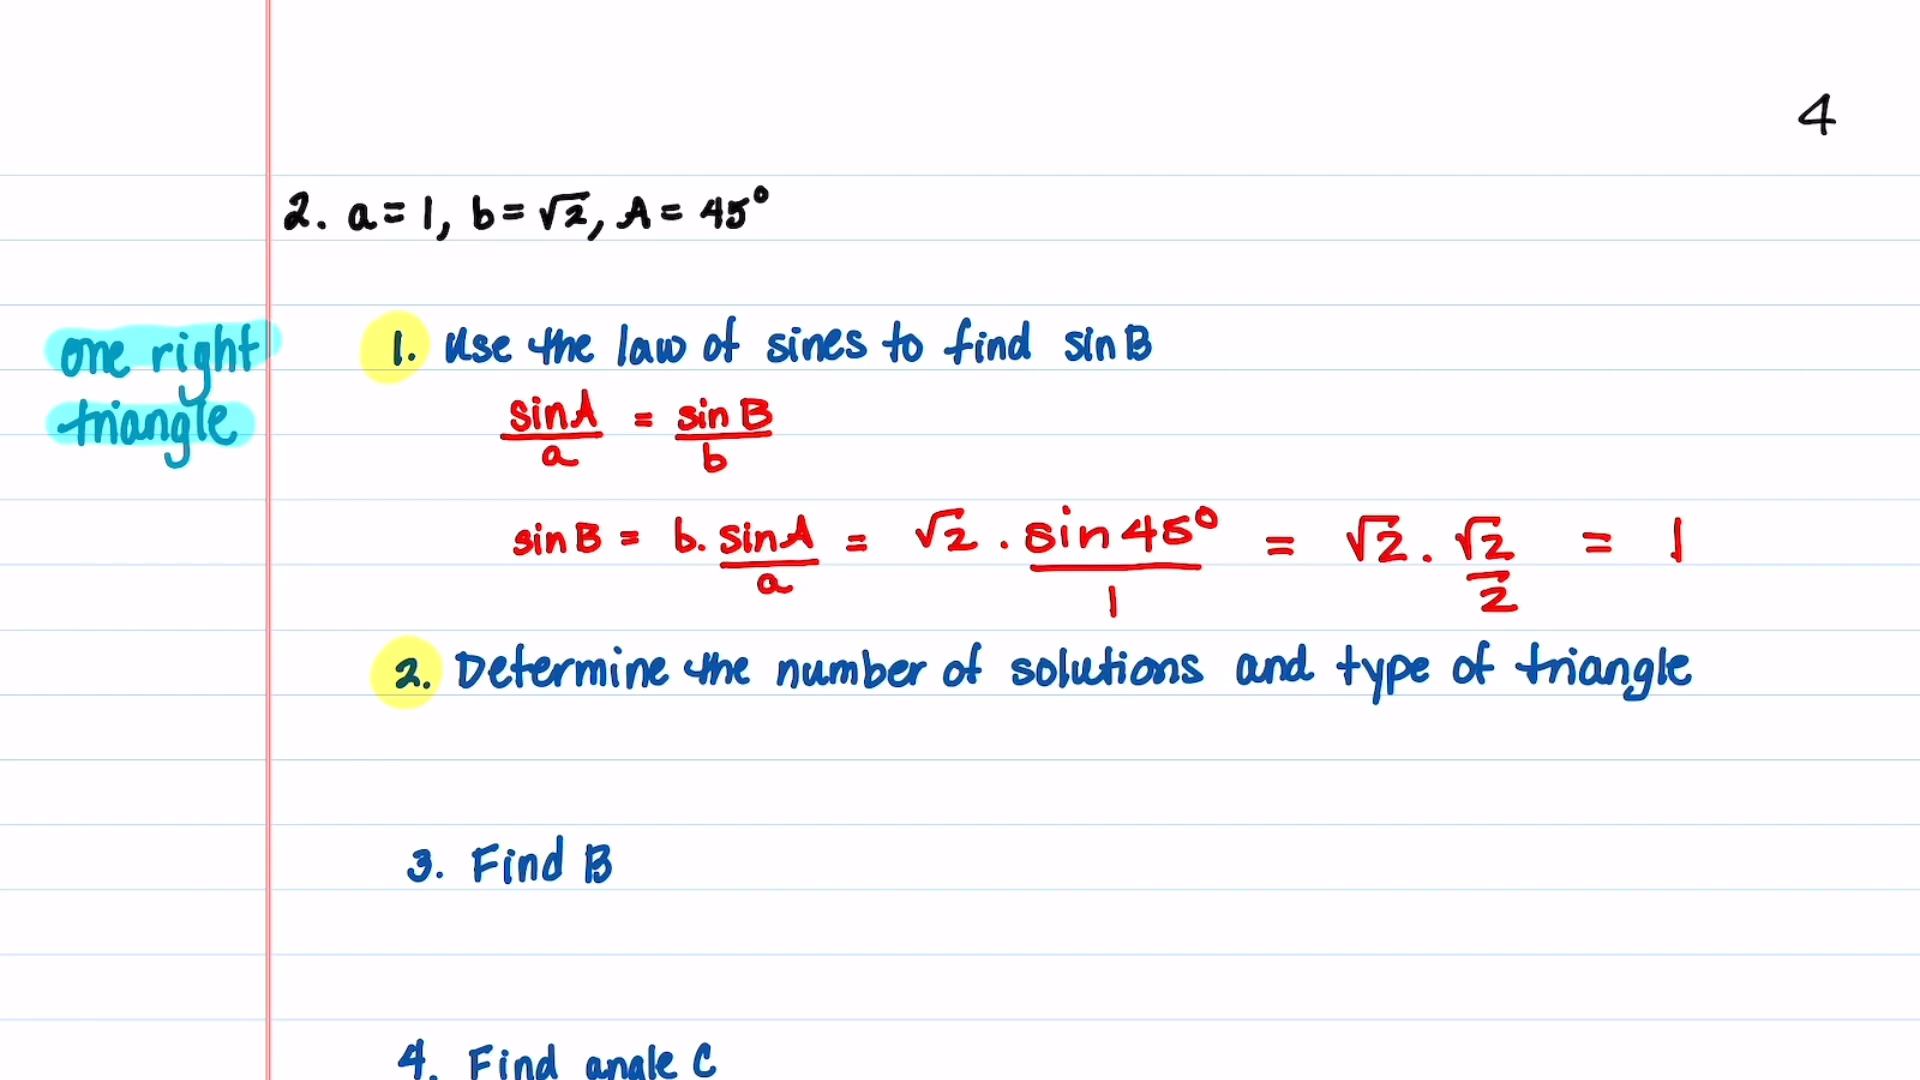 4
2. a = 1, b = √2, A = 45°
one right
triangle
1. Use the law of sines to find sin B
sin A / a = sin B / b
sin B = b · sin A / a = √2 · sin 45° / 1 = √2 · √2 / 2 = 1
2. Determine the number of solutions and type of triangle
3. Find B
4. Find angle C